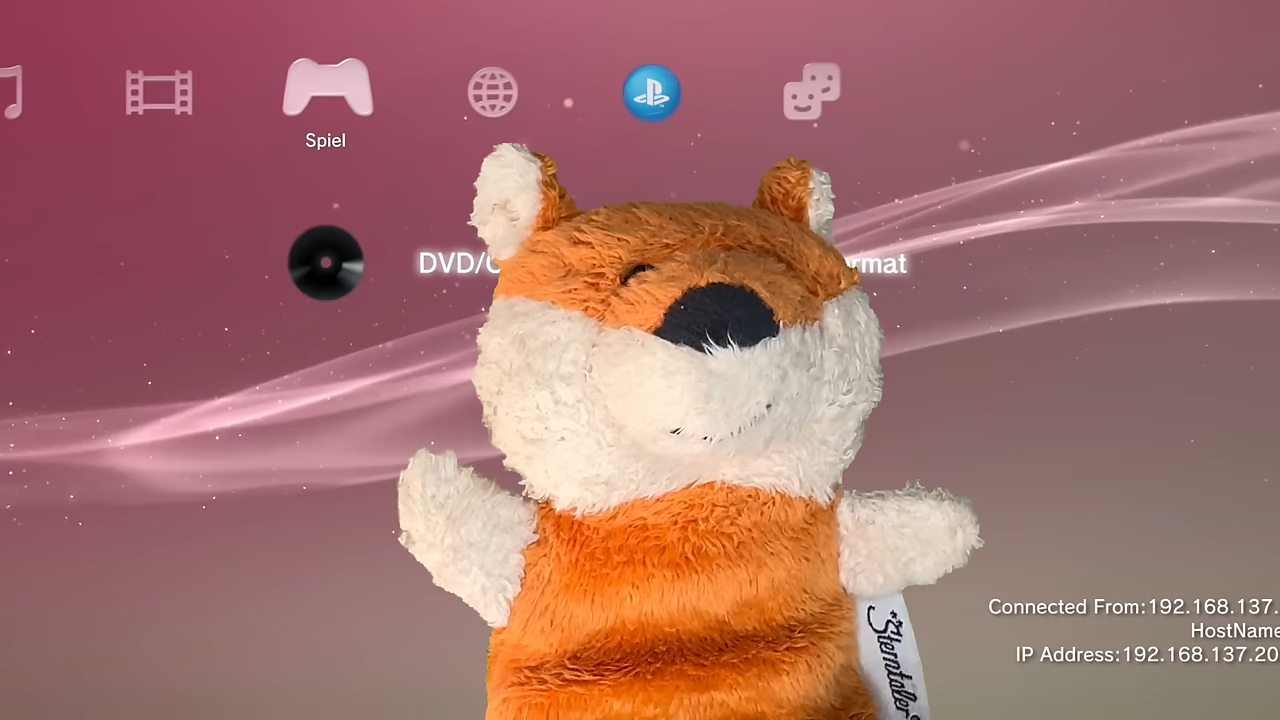 Spiel
DVD/
rmat
Connected From:192.168.137.
HostName
IP Address:192.168.137.20
Sterntaler